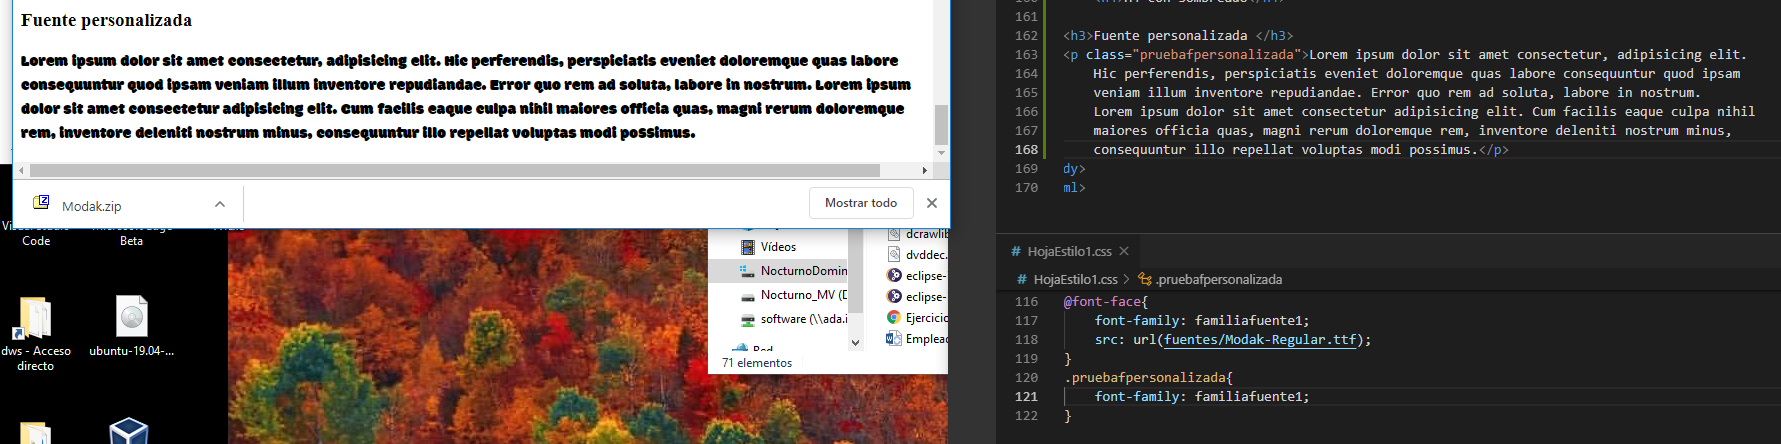 Fuente personalizada
Lorem ipsum dolor sit amet consectetur, adipisicing elit. Hic perferendis, perspiciatis eveniet doloremque quas labore
consequuntur quod ipsam veniam illum inventore repudiandae. Error quo rem ad soluta, labore in nostrum. Lorem ipsum
dolor sit amet consectetur adipisicing elit. Cum facilis eaque culpa nihil maiores officia quas, magni rerum doloremque
rem, inventore deleniti nostrum minus, consequuntur illo repellat voluptas modi possimus.
Modak.zip
Mostrar todo
Code
Beta
dws - Acceso
directo
ubuntu-19.04-...
Vídeos
NocturnoDomin
Nocturno_MV (D
software (\\ada.i
Red
71 elementos
dcrawlib
dvddec.
eclipse-
eclipse-
Ejercicio
Emplead
161
162 <h3>Fuente personalizada </h3>
163 <p class="pruebafpersonalizada">Lorem ipsum dolor sit amet consectetur, adipisicing elit.
164 Hic perferendis, perspiciatis eveniet doloremque quas labore consequuntur quod ipsam
165 veniam illum inventore repudiandae. Error quo rem ad soluta, labore in nostrum.
166 Lorem ipsum dolor sit amet consectetur adipisicing elit. Cum facilis eaque culpa nihil
167 maiores officia quas, magni rerum doloremque rem, inventore deleniti nostrum minus,
168 consequuntur illo repellat voluptas modi possimus.</p>
169 dy>
170 ml>
# HojaEstilo1.css ×
# HojaEstilo1.css > .pruebafpersonalizada
116 @font-face{
117 font-family: familiafuente1;
118 src: url(fuentes/Modak-Regular.ttf);
119 }
120 .pruebafpersonalizada{
121 font-family: familiafuente1;
122 }